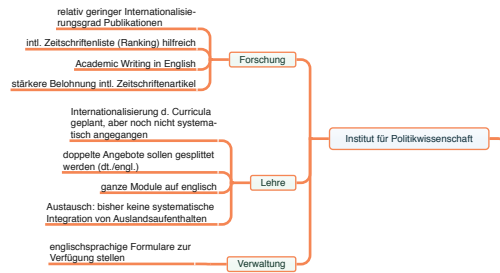 relativ geringer Internationalisie-
rungsgrad Publikationen
intl. Zeitschriftenliste (Ranking) hilfreich
Academic Writing in English
stärkere Belohnung intl. Zeitschriftenartikel
Forschung
Internationalisierung d. Curricula
geplant, aber noch nicht systema-
tisch angegangen
doppelte Angebote sollen gesplittet
werden (dt./engl.)
ganze Module auf englisch
Austausch: bisher keine systematische
Integration von Auslandsaufenthalten
Lehre
englischsprachige Formulare zur
Verfügung stellen
Verwaltung
Institut für Politikwissenschaft